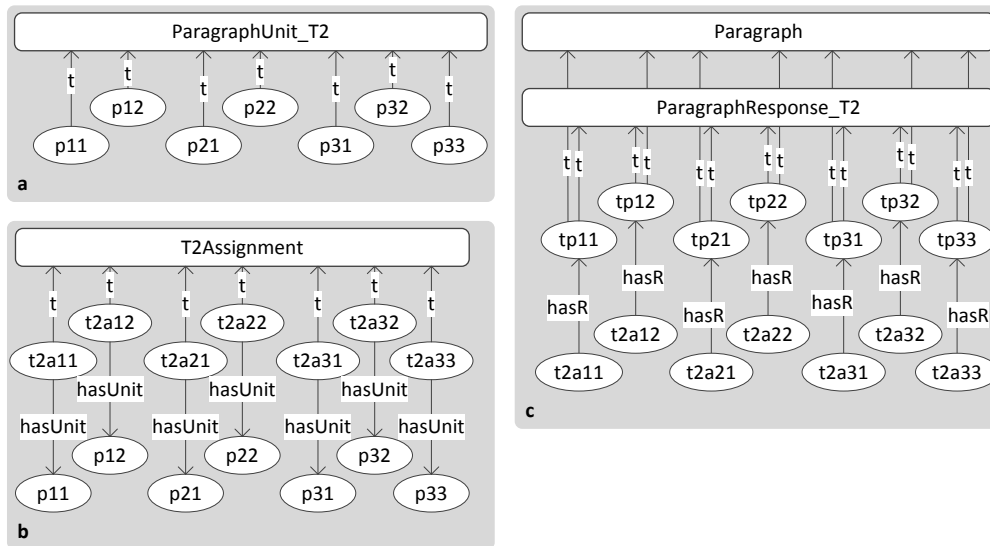 ParagraphUnit_T2
t t t t t t t
p12 p22 p32
p11 p21 p31 p33
a
T2Assignment
t t t t t t t
t2a12 t2a22 t2a32
t2a11 t2a21 t2a31 t2a33
hasUnit hasUnit hasUnit
hasUnit hasUnit hasUnit hasUnit
p12 p22 p32
p11 p21 p31 p33
b
Paragraph
ParagraphResponse_T2
t t t t t t
t t t t t t t t
tp12 tp22 tp32
tp11 tp21 tp31 tp33
hasR hasR hasR
hasR hasR hasR hasR
t2a12 t2a22 t2a32
t2a11 t2a21 t2a31 t2a33
c